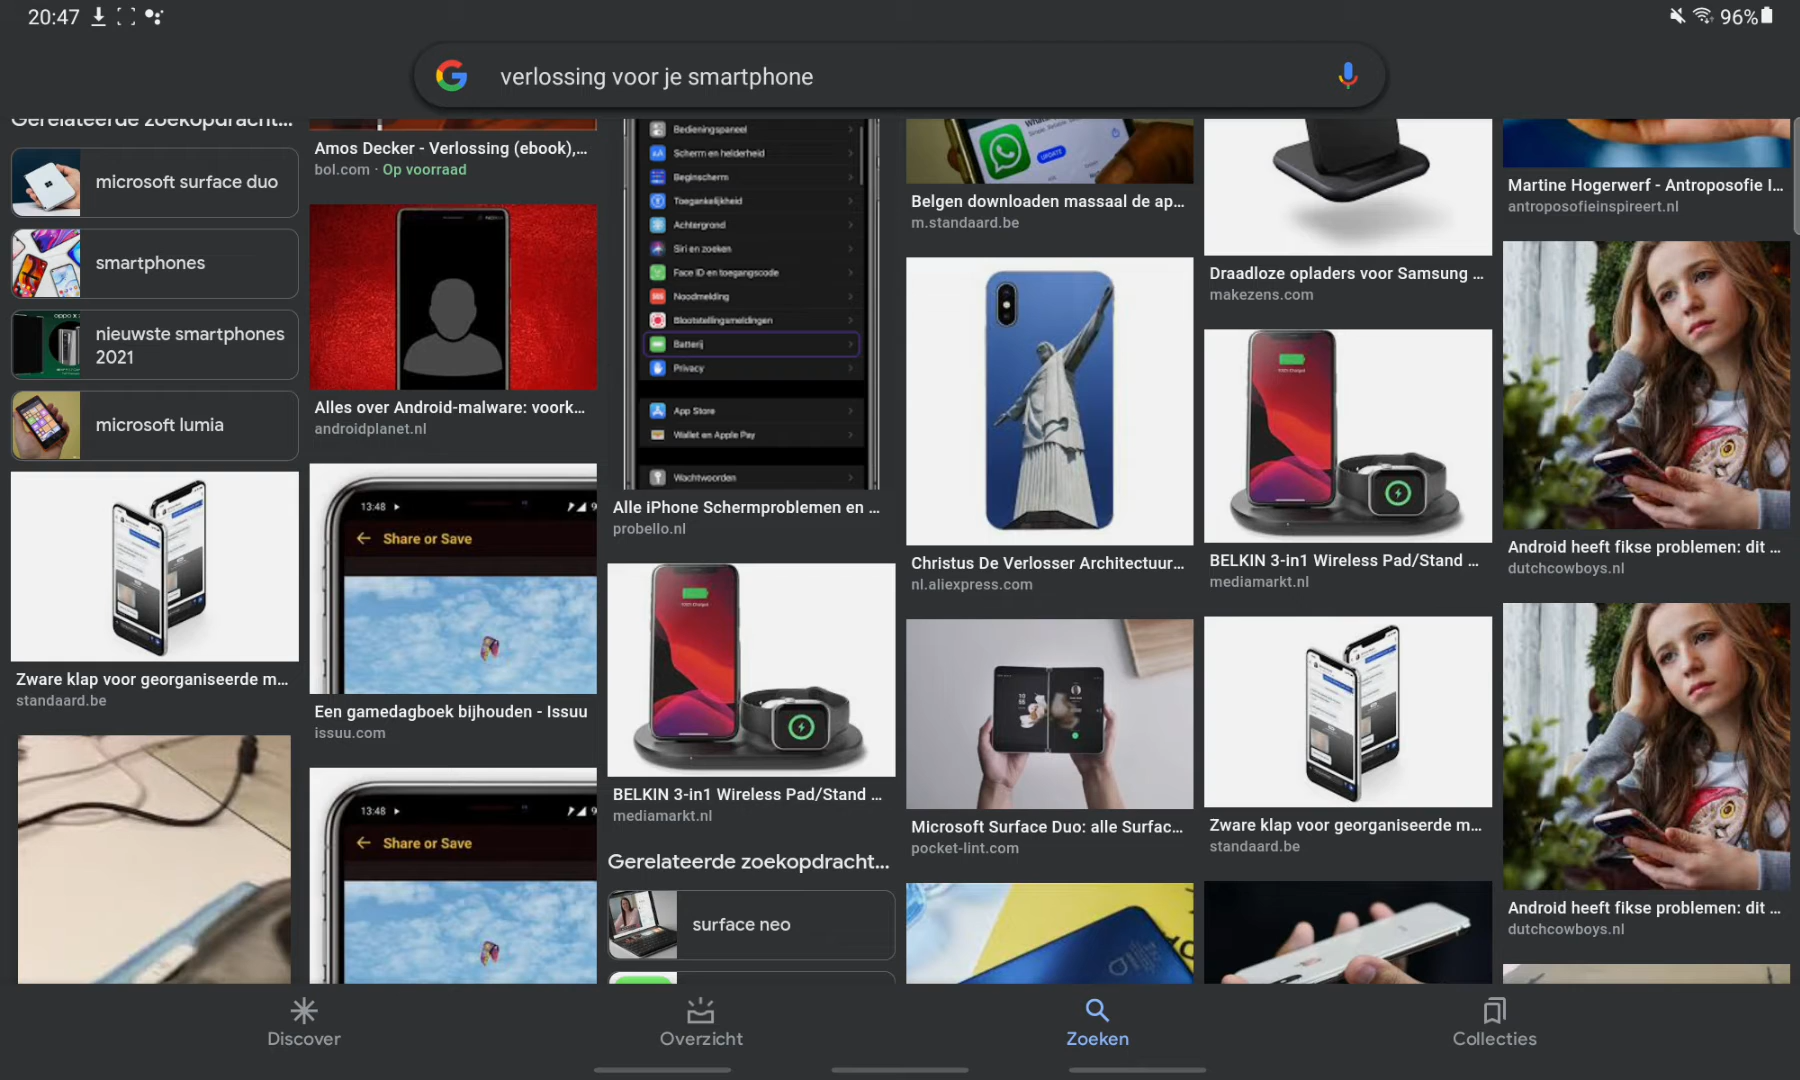 20:47
96%
verlossing voor je smartphone
Gerelateerde zoekopdracht...
microsoft surface duo
smartphones
nieuwste smartphones
2021
microsoft lumia
Zware klap voor georganiseerde m...
standaard.be
Amos Decker - Verlossing (ebook),...
bol.com · Op voorraad
Alles over Android-malware: voork...
androidplanet.nl
13:48
Share or Save
Een gamedagboek bijhouden - Issuu
issuu.com
13:48
Share or Save
Bedieningspaneel
Scherm en helderheid
Beginscherm
Toegankelijkheid
Achtergrond
Siri en zoeken
Face ID en toegangscode
SOS
Noodmelding
Blootstellingsmeldingen
Batterij
Privacy
App Store
Wallet en Apple Pay
Wachtwoorden
Alle iPhone Schermproblemen en ...
probello.nl
BELKIN 3-in1 Wireless Pad/Stand ...
mediamarkt.nl
Gerelateerde zoekopdracht...
surface neo
UPDATE
Belgen downloaden massaal de ap...
m.standaard.be
Christus De Verlosser Architectuur...
nl.aliexpress.com
Microsoft Surface Duo: alle Surfac...
pocket-lint.com
Draadloze opladers voor Samsung ...
makezens.com
BELKIN 3-in1 Wireless Pad/Stand ...
mediamarkt.nl
Zware klap voor georganiseerde m...
standaard.be
Martine Hogerwerf - Antroposofie I...
antroposofieinspireert.nl
Android heeft fikse problemen: dit ...
dutchcowboys.nl
Android heeft fikse problemen: dit ...
dutchcowboys.nl
Discover
Overzicht
Zoeken
Collecties